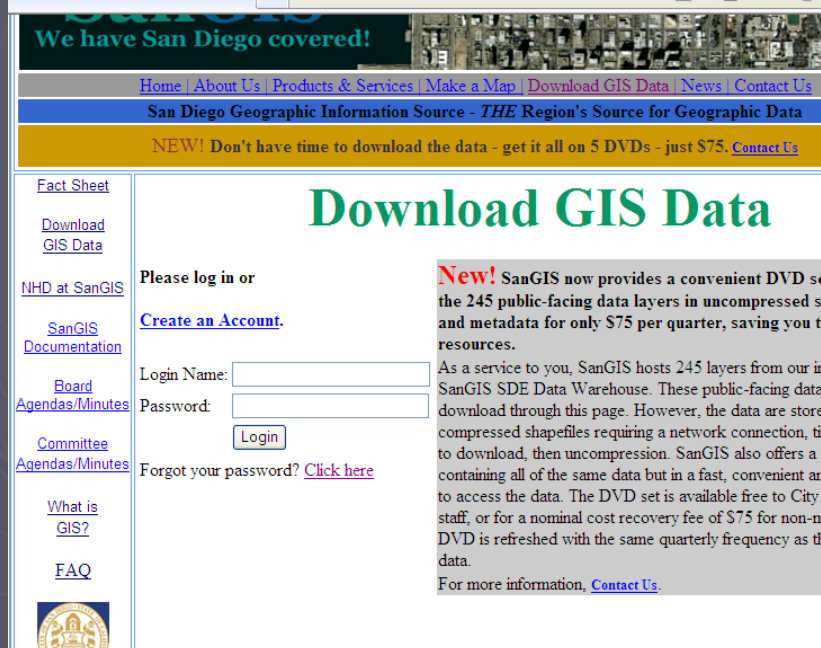 SanGIS
We have San Diego covered!
Home | About Us | Products & Services | Make a Map | Download GIS Data | News | Contact Us
San Diego Geographic Information Source - THE Region's Source for Geographic Data
NEW! Don't have time to download the data - get it all on 5 DVDs - just $75. Contact Us
Fact Sheet
Download
GIS Data
NHD at SanGIS
SanGIS
Documentation
Board
Agendas/Minutes
Committee
Agendas/Minutes
What is
GIS?
FAQ
Download GIS Data
Please log in or
Create an Account.
Login Name:
Password:
Login
Forgot your password? Click here
New! SanGIS now provides a convenient DVD se
the 245 public-facing data layers in uncompressed s
and metadata for only $75 per quarter, saving you t
resources.
As a service to you, SanGIS hosts 245 layers from our in
SanGIS SDE Data Warehouse. These public-facing data
download through this page. However, the data are store
compressed shapefiles requiring a network connection, ti
to download, then uncompression. SanGIS also offers a
containing all of the same data but in a fast, convenient an
to access the data. The DVD set is available free to City
staff, or for a nominal cost recovery fee of $75 for non-m
DVD is refreshed with the same quarterly frequency as th
data.
For more information, Contact Us.